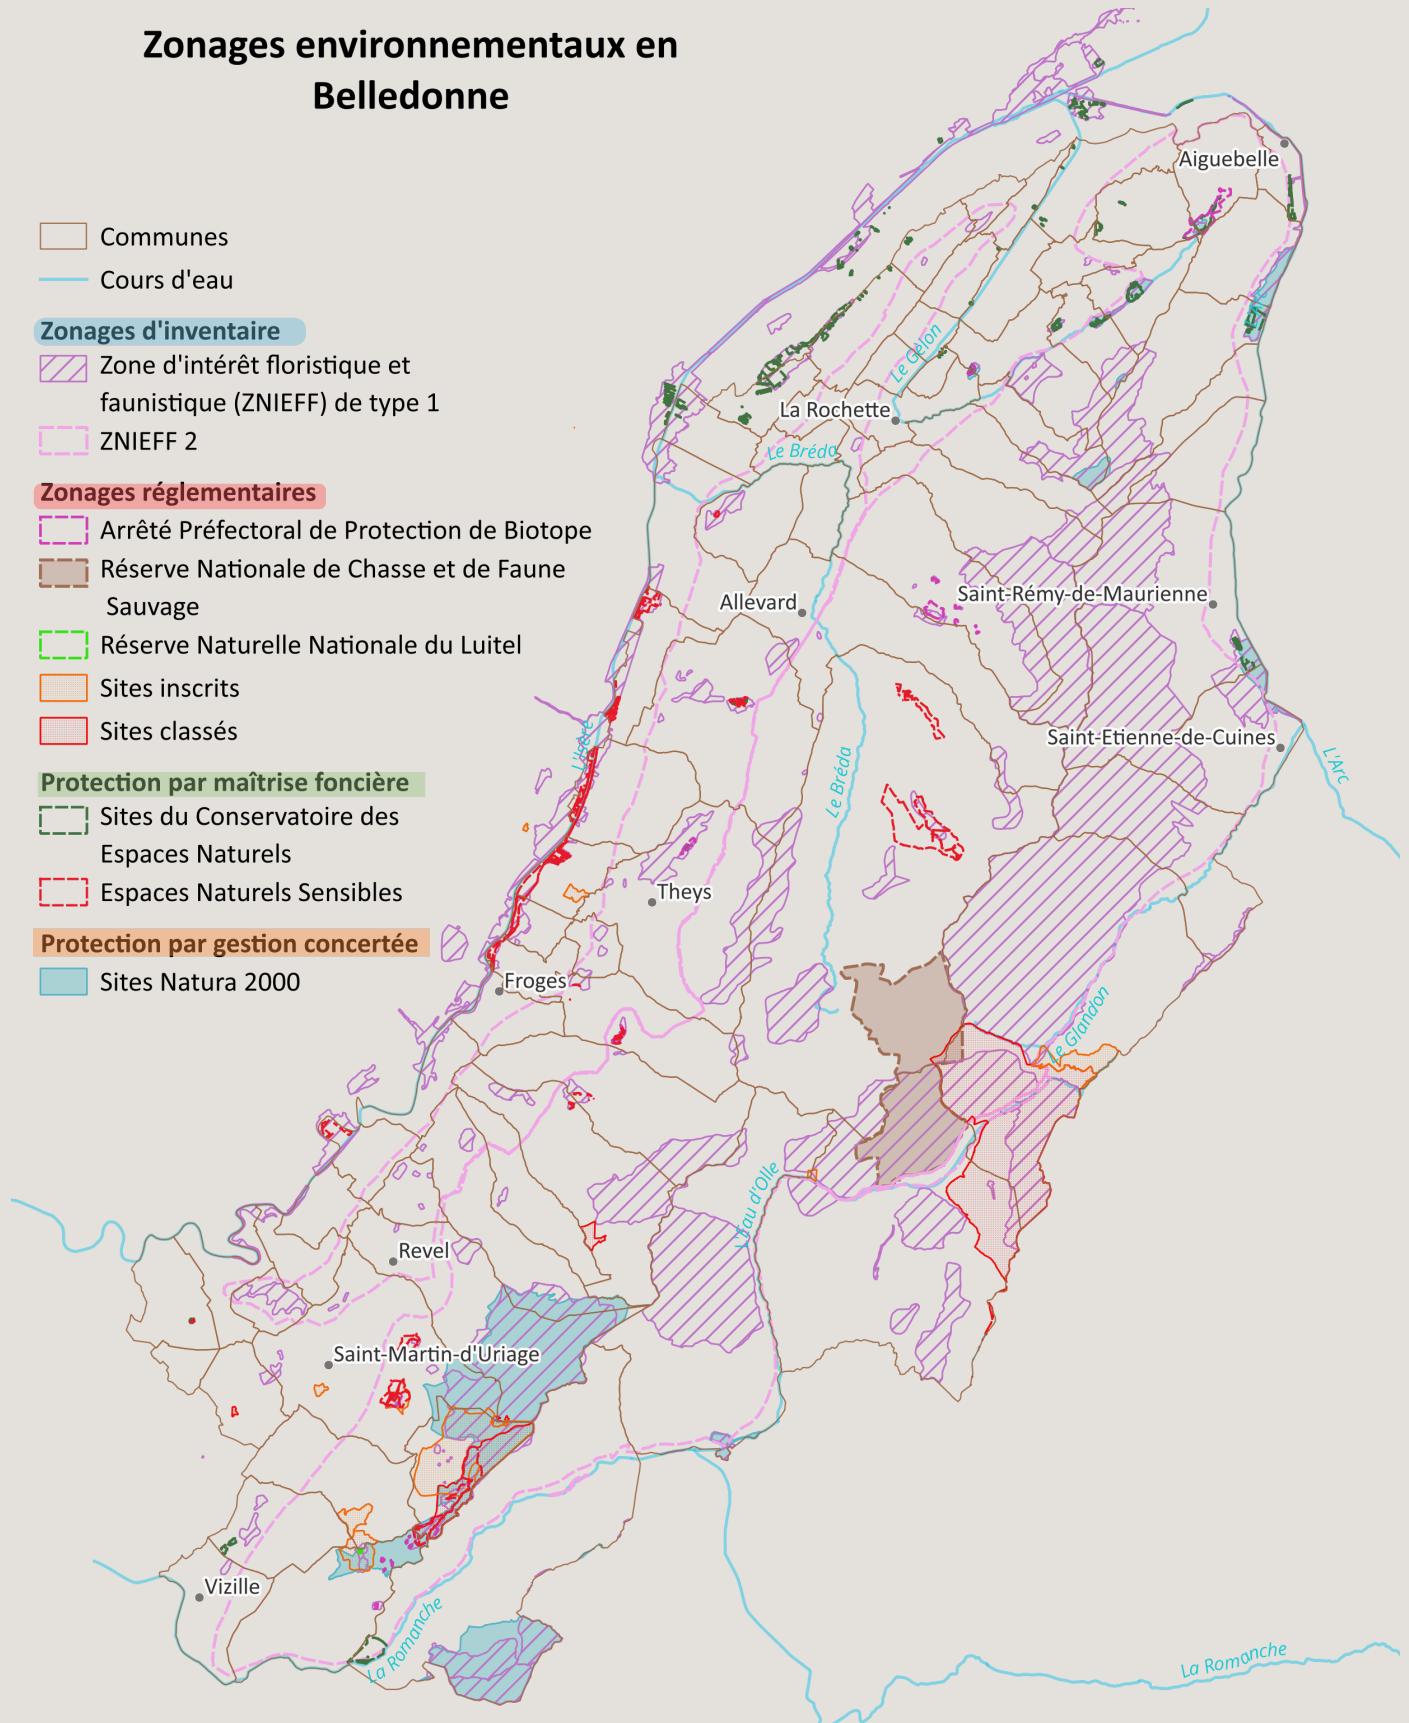 Zonages environnementaux en
Belledonne
Communes
Cours d'eau
Zonages d'inventaire
Zone d'intérêt floristique et
faunistique (ZNIEFF) de type 1
ZNIEFF 2
Zonages réglementaires
Arrêté Préfectoral de Protection de Biotope
Réserve Nationale de Chasse et de Faune
Sauvage
Réserve Naturelle Nationale du Luitel
Sites inscrits
Sites classés
Protection par maîtrise foncière
Sites du Conservatoire des
Espaces Naturels
Espaces Naturels Sensibles
Protection par gestion concertée
Sites Natura 2000
Aiguebelle
Le Gelon
La Rochette
Le Bréda
Allevard
Saint-Rémy-de-Maurienne
L'Isère
Saint-Etienne-de-Cuines
L'Arc
Le Bréda
Theys
Froges
Le Glandon
L'Eau d'Olle
Revel
Saint-Martin-d'Uriage
Vizille
La Romanche
La Romanche